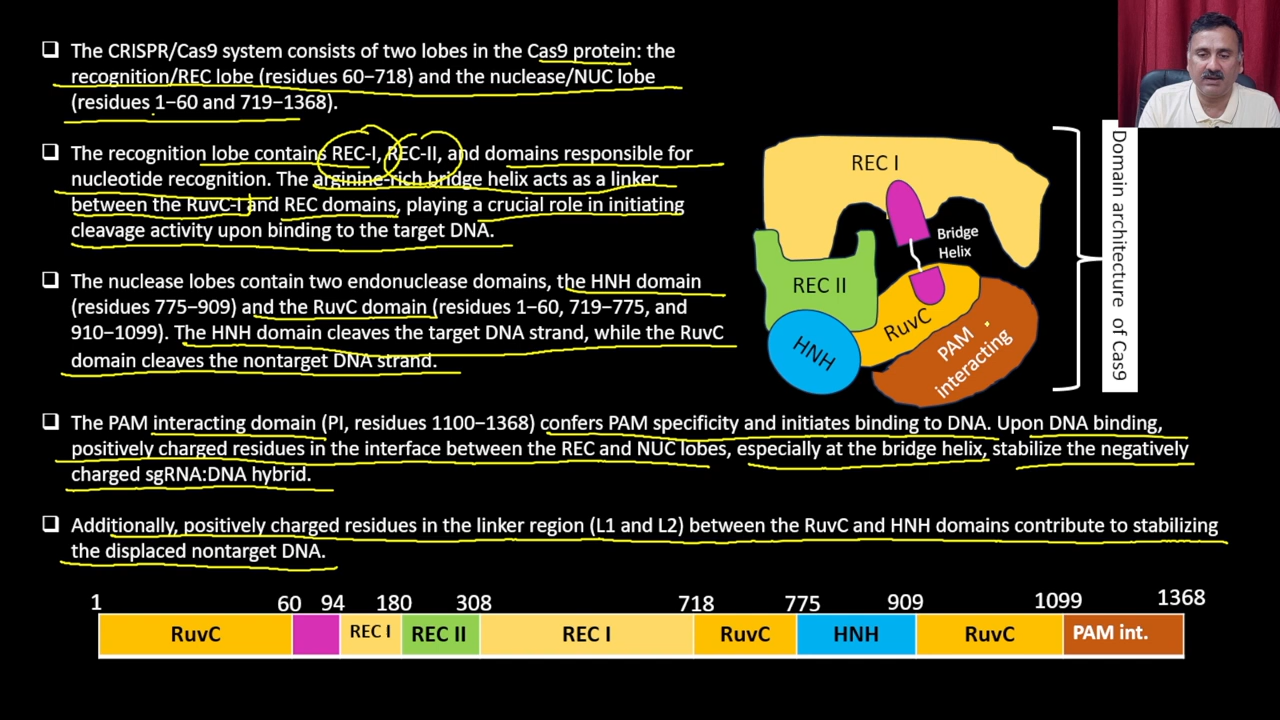 ❑ The CRISPR/Cas9 system consists of two lobes in the Cas9 protein: the
recognition/REC lobe (residues 60−718) and the nuclease/NUC lobe
(residues 1−60 and 719−1368).
❑ The recognition lobe contains REC-I, REC-II, and domains responsible for
nucleotide recognition. The arginine-rich bridge helix acts as a linker
between the RuvC-I and REC domains, playing a crucial role in initiating
cleavage activity upon binding to the target DNA.
❑ The nuclease lobes contain two endonuclease domains, the HNH domain
(residues 775−909) and the RuvC domain (residues 1−60, 719−775, and
910−1099). The HNH domain cleaves the target DNA strand, while the RuvC
domain cleaves the nontarget DNA strand.
REC I
Bridge
Helix
REC II
RuvC
HNH
PAM
interacting
Domain architecture of Cas9
❑ The PAM interacting domain (PI, residues 1100−1368) confers PAM specificity and initiates binding to DNA. Upon DNA binding,
positively charged residues in the interface between the REC and NUC lobes, especially at the bridge helix, stabilize the negatively
charged sgRNA:DNA hybrid.
❑ Additionally, positively charged residues in the linker region (L1 and L2) between the RuvC and HNH domains contribute to stabilizing
the displaced nontarget DNA.
1 60 94 180 308 718 775 909 1099 1368
RuvC REC I REC II REC I RuvC HNH RuvC PAM int.